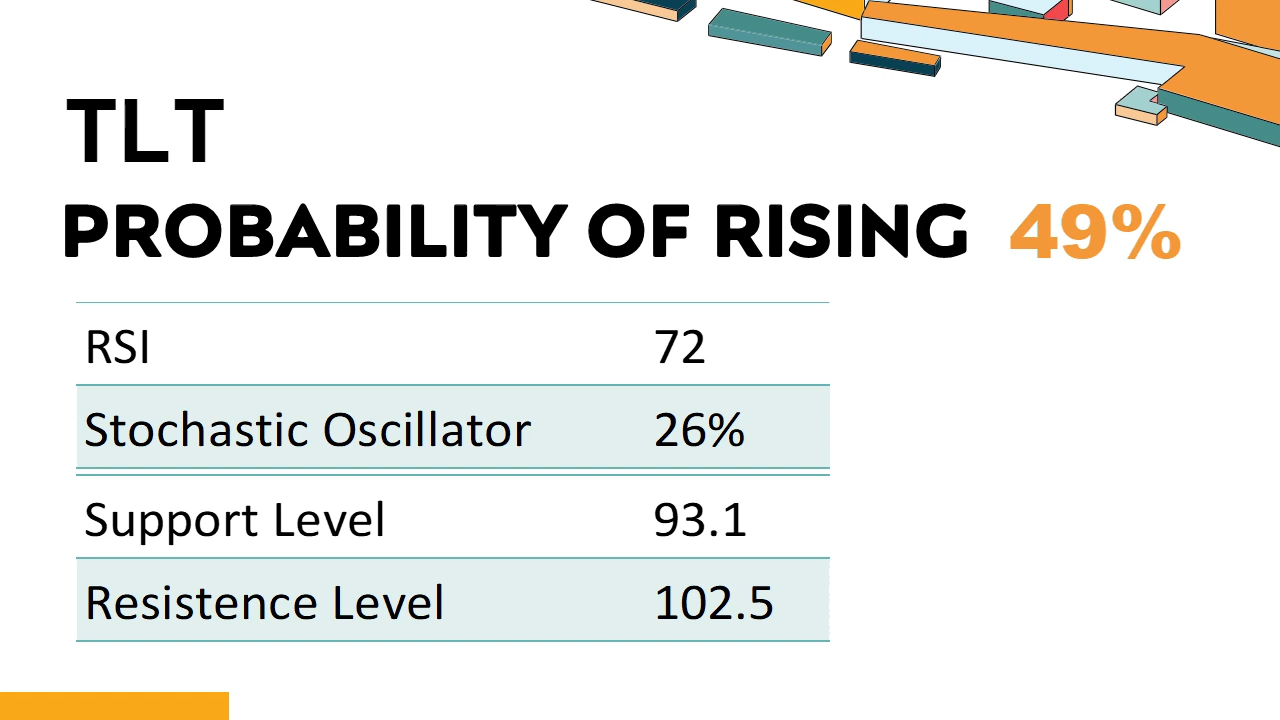 TLT
PROBABILITY OF RISING 49%
RSI 72
Stochastic Oscillator 26%
Support Level 93.1
Resistence Level 102.5